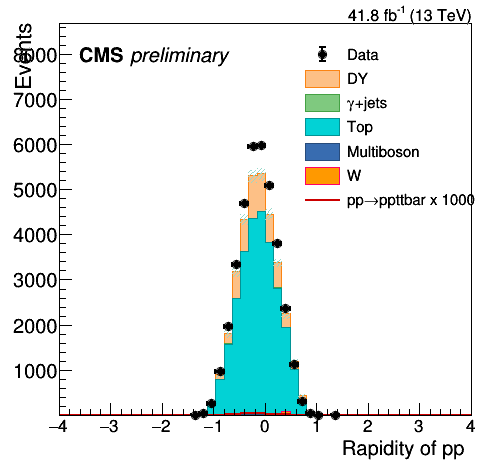 41.8 fb⁻¹ (13 TeV)
Events
CMS preliminary
Data
DY
γ+jets
Top
Multiboson
W
pp→ppttbar x 1000
8000
7000
6000
5000
4000
3000
2000
1000
−4 −3 −2 −1 0 1 2 3 4
Rapidity of pp